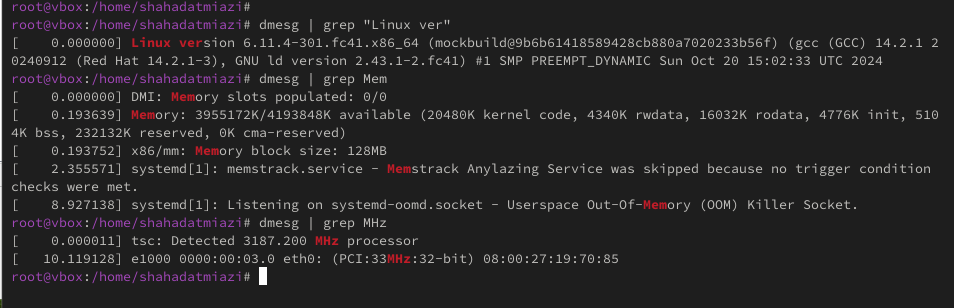 root@vbox:/home/shahadatmiazi#
root@vbox:/home/shahadatmiazi# dmesg | grep "Linux ver"
[    0.000000] Linux version 6.11.4-301.fc41.x86_64 (mockbuild@9b6b61418589428cb880a7020233b56f) (gcc (GCC) 14.2.1 2
0240912 (Red Hat 14.2.1-3), GNU ld version 2.43.1-2.fc41) #1 SMP PREEMPT_DYNAMIC Sun Oct 20 15:02:33 UTC 2024
root@vbox:/home/shahadatmiazi# dmesg | grep Mem
[    0.000000] DMI: Memory slots populated: 0/0
[    0.193639] Memory: 3955172K/4193848K available (20480K kernel code, 4340K rwdata, 16032K rodata, 4776K init, 510
4K bss, 232132K reserved, 0K cma-reserved)
[    0.193752] x86/mm: Memory block size: 128MB
[    2.355571] systemd[1]: memstrack.service - Memstrack Anylazing Service was skipped because no trigger condition
checks were met.
[    8.927138] systemd[1]: Listening on systemd-oomd.socket - Userspace Out-Of-Memory (OOM) Killer Socket.
root@vbox:/home/shahadatmiazi# dmesg | grep MHz
[    0.000011] tsc: Detected 3187.200 MHz processor
[   10.119128] e1000 0000:00:03.0 eth0: (PCI:33MHz:32-bit) 08:00:27:19:70:85
root@vbox:/home/shahadatmiazi#